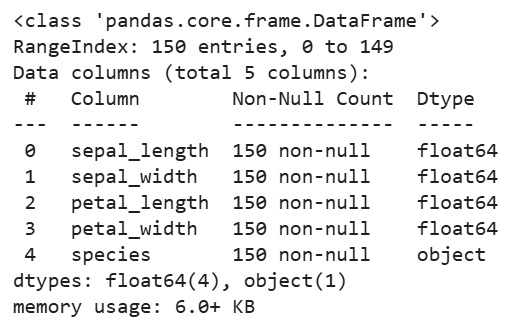 <class 'pandas.core.frame.DataFrame'>
RangeIndex: 150 entries, 0 to 149
Data columns (total 5 columns):
 #   Column        Non-Null Count  Dtype
---  ------        --------------  -----
 0   sepal_length  150 non-null    float64
 1   sepal_width   150 non-null    float64
 2   petal_length  150 non-null    float64
 3   petal_width   150 non-null    float64
 4   species       150 non-null    object
dtypes: float64(4), object(1)
memory usage: 6.0+ KB